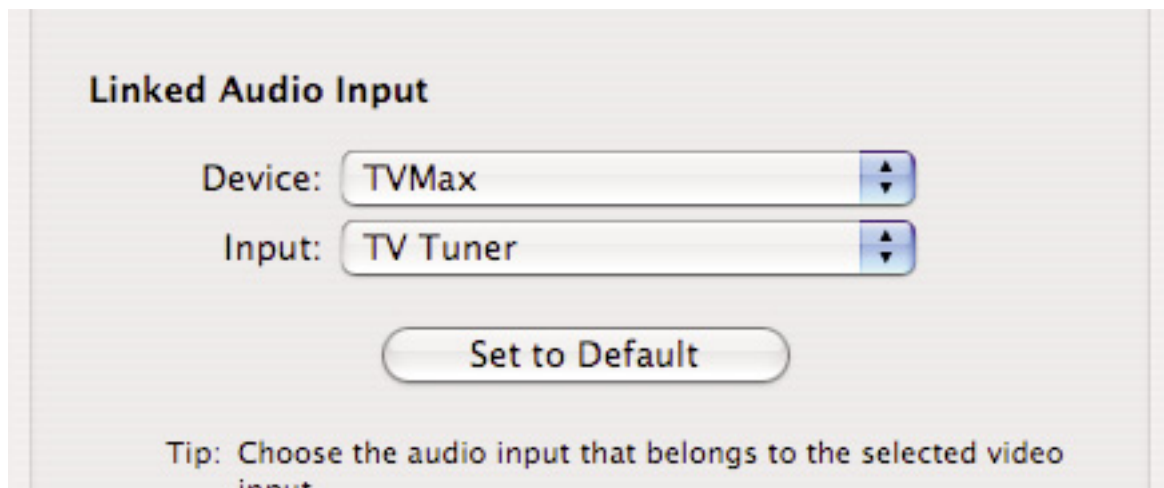 Linked Audio Input
Device: TVMax
Input: TV Tuner
Set to Default
Tip: Choose the audio input that belongs to the selected video
input